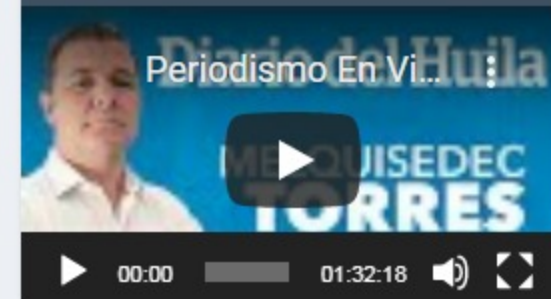 Diario del Huila
Periodismo En Vi...
MELQUISEDEC
TORRES
00:00
01:32:18